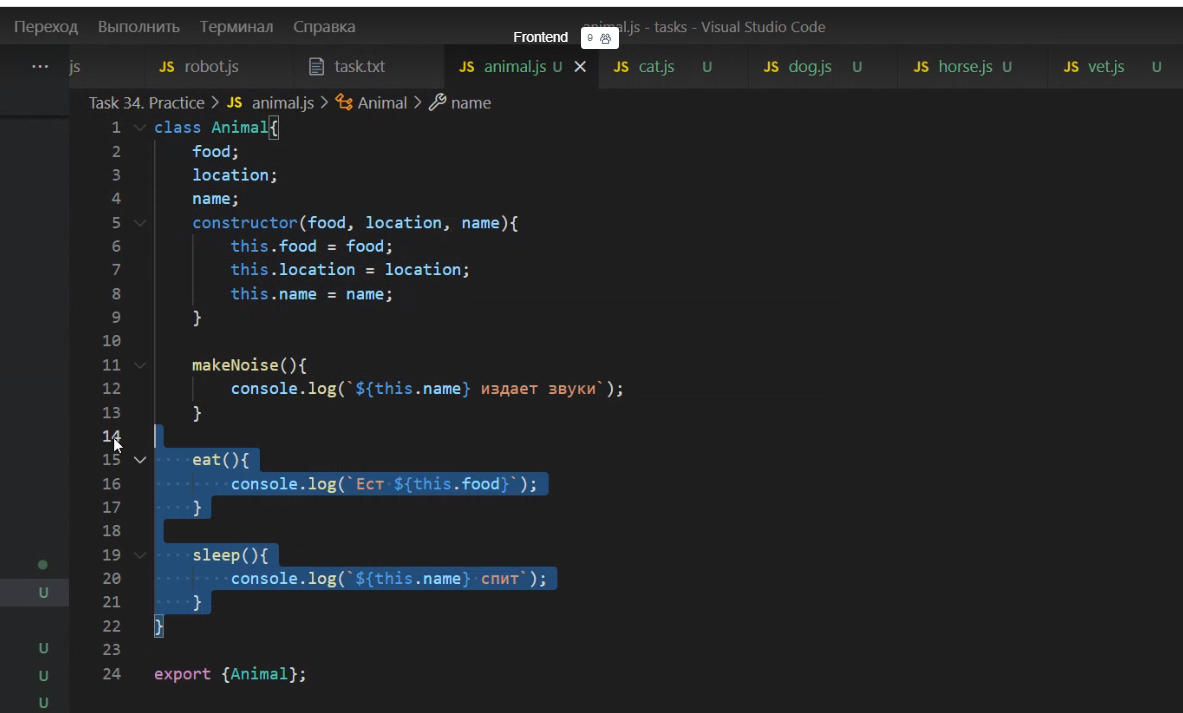 Переход Выполнить Терминал Справка animal.js - tasks - Visual Studio Code
Frontend 9
... js JS robot.js task.txt JS animal.js U × JS cat.js U JS dog.js U JS horse.js U JS vet.js U
Task 34. Practice > JS animal.js > Animal > name
1 class Animal{
2 food;
3 location;
4 name;
5 constructor(food, location, name){
6 this.food = food;
7 this.location = location;
8 this.name = name;
9 }
10
11 makeNoise(){
12 console.log(`${this.name} издает звуки`);
13 }
14
15 eat(){
16 console.log(`Ест ${this.food}`);
17 }
18
19 sleep(){
20 console.log(`${this.name} спит`);
21 }
22 }
23
24 export {Animal};
U
U
U
U